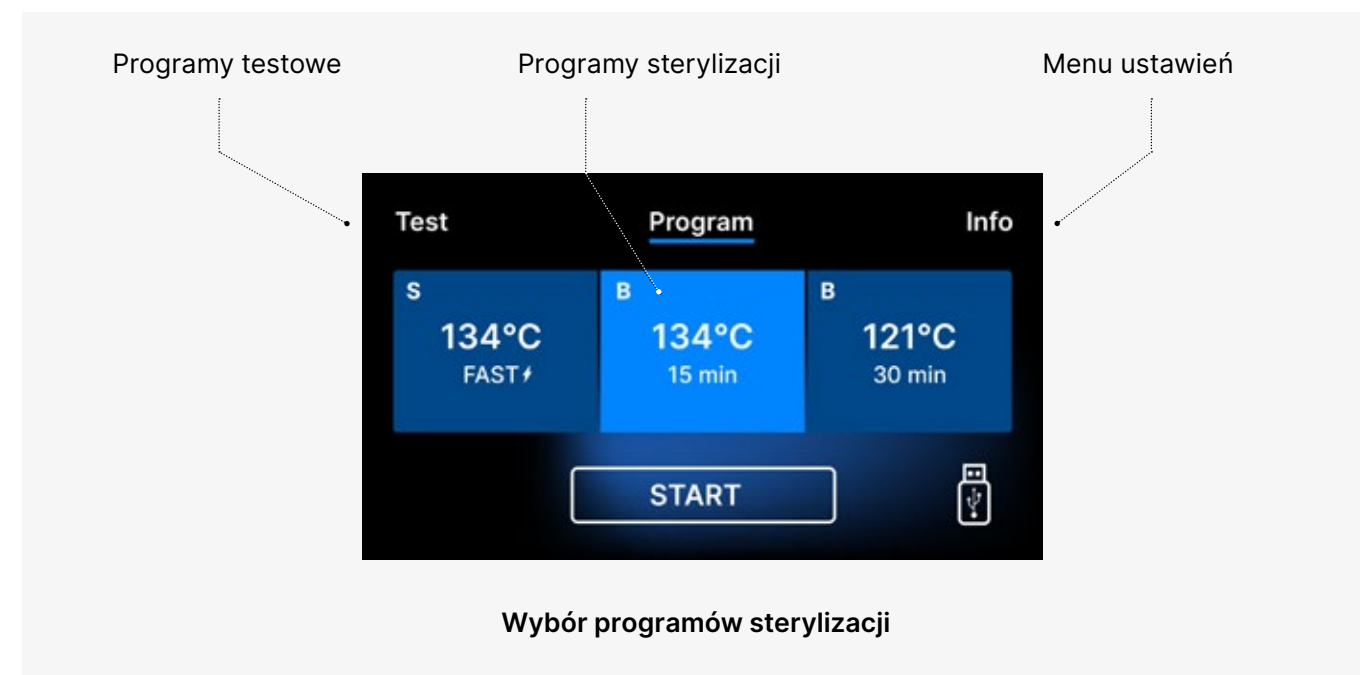 Programy testowe Programy sterylizacji Menu ustawień
Test Program Info
S B B
134°C 134°C 121°C
FAST 15 min 30 min
START
Wybór programów sterylizacji